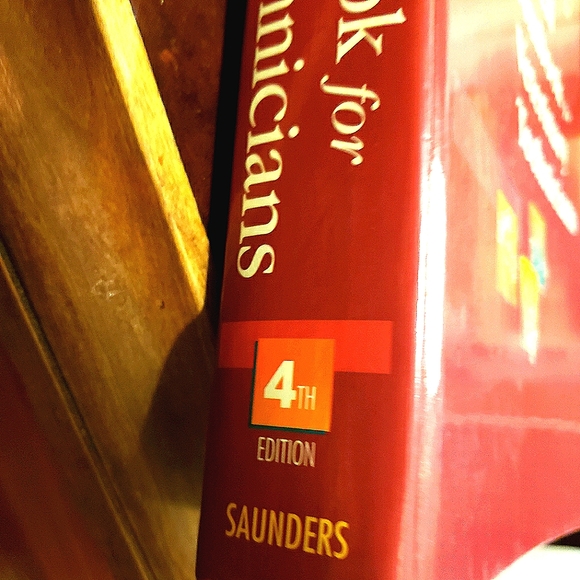 ok for
nicians
4TH
EDITION
SAUNDERS